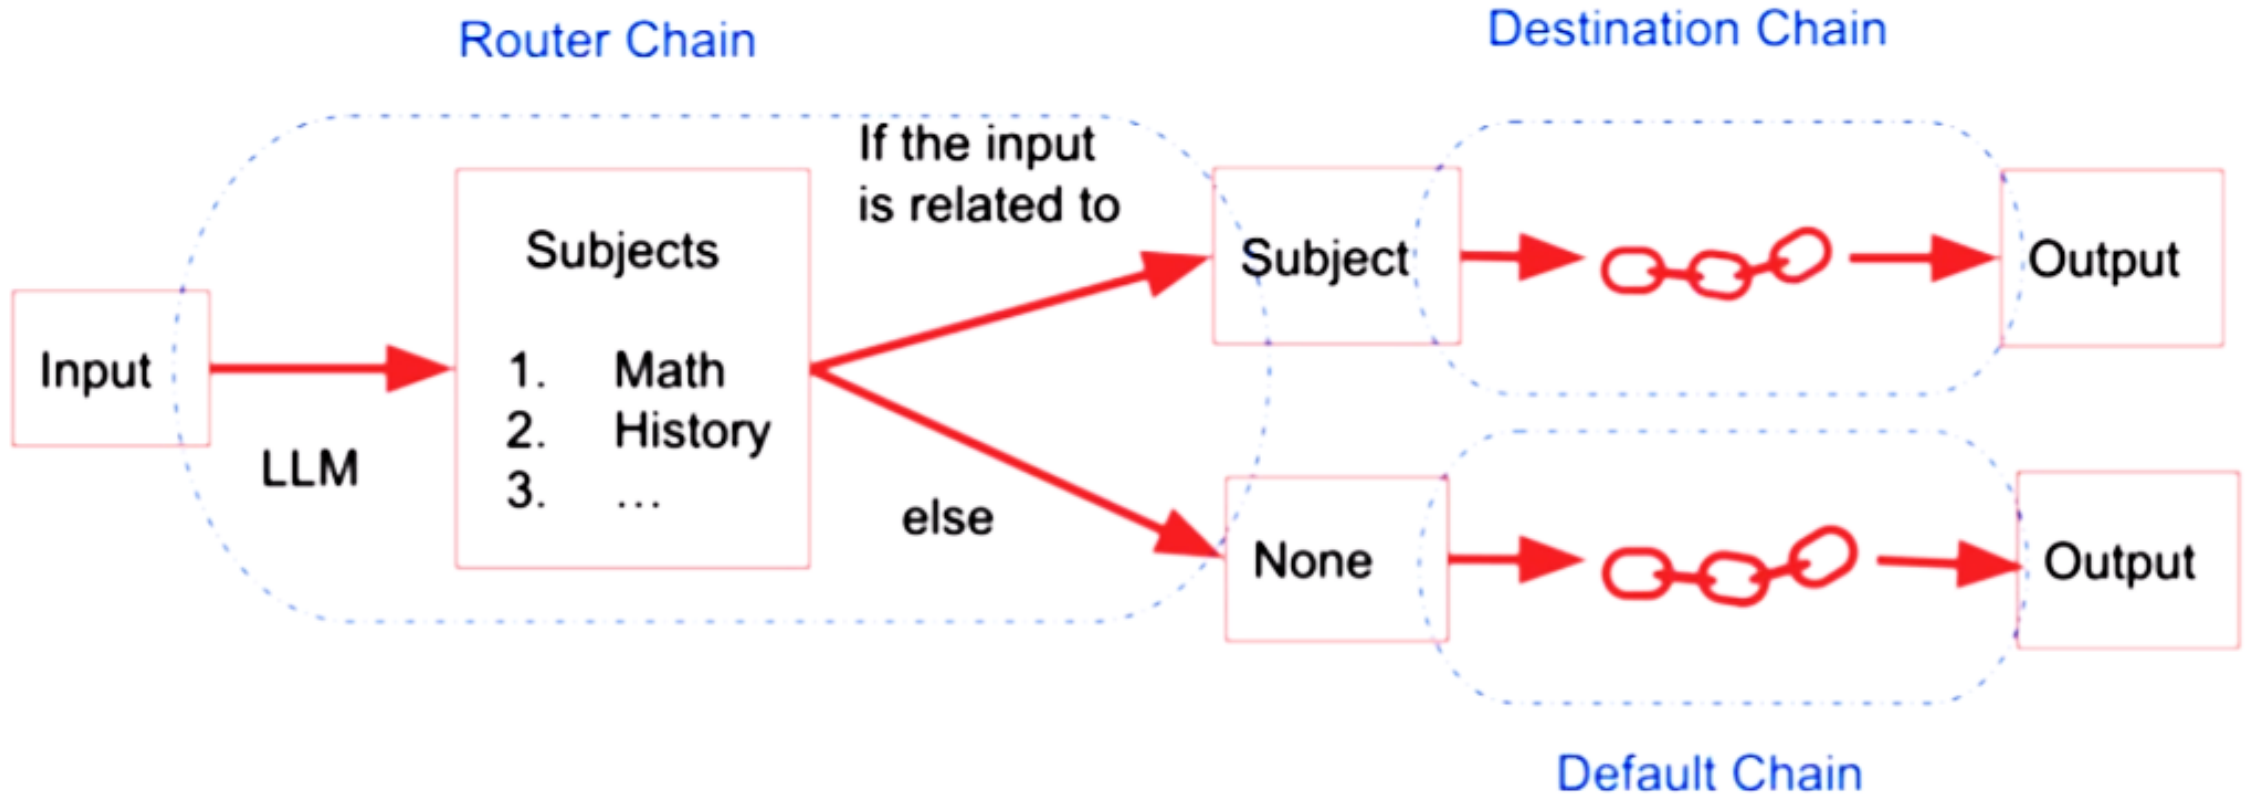 Router Chain
Destination Chain
If the input
is related to
Subjects
Subject
Output
Input
1. Math
2. History
3. ...
LLM
else
None
Output
Default Chain